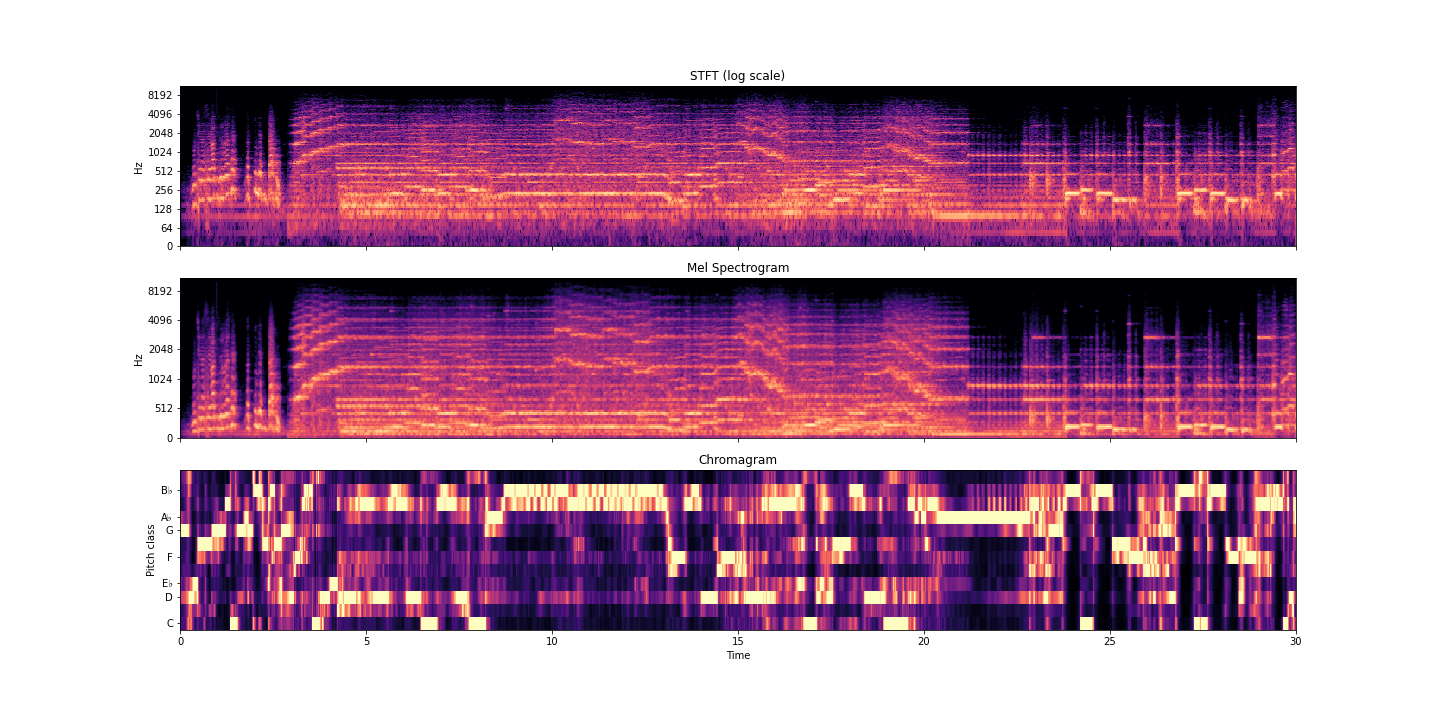 STFT (log scale)
8192
4096
2048
1024
512
256
128
64
0
Hz
Mel Spectrogram
8192
4096
2048
1024
512
0
Hz
Chromagram
B♭
A♭
G
F
E♭
D
C
Pitch class
0 5 10 15 20 25 30
Time